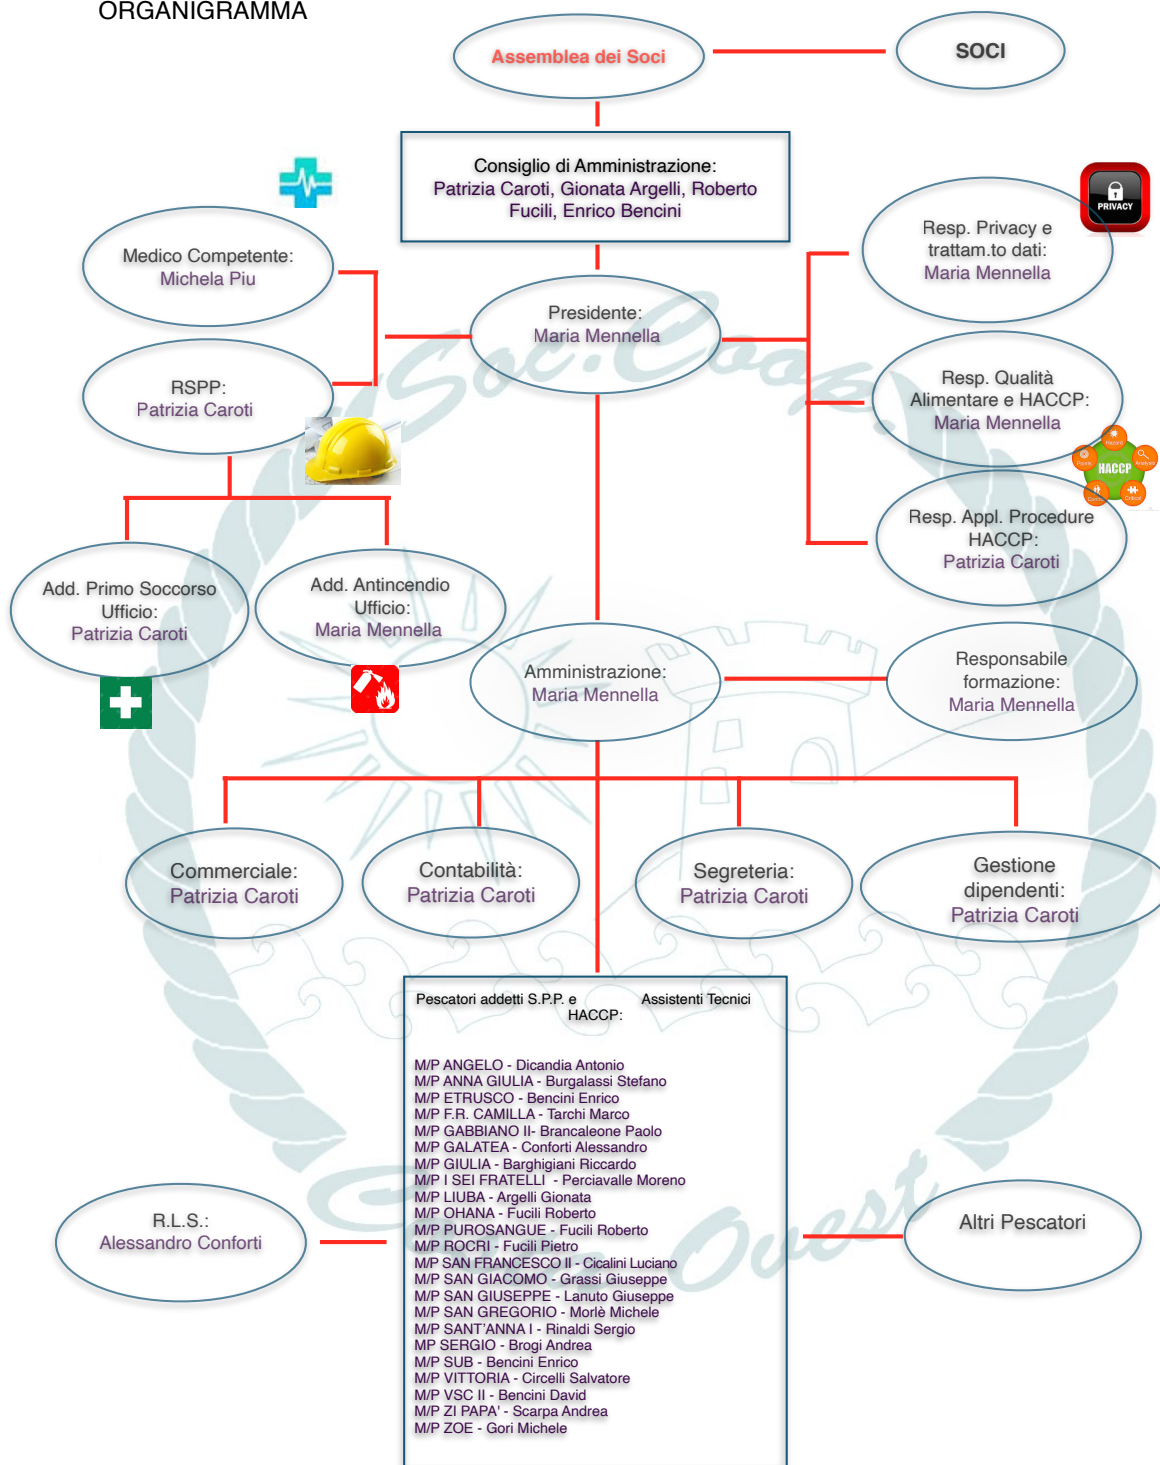 ORGANIGRAMMA
Assemblea dei Soci
SOCI
Consiglio di Amministrazione:
Patrizia Caroti, Gionata Argelli, Roberto
Fucili, Enrico Bencini
PRIVACY
Resp. Privacy e
trattam.to dati:
Maria Mennella
Medico Competente:
Michela Piu
Presidente:
Maria Mennella
RSPP:
Patrizia Caroti
Resp. Qualità
Alimentare e HACCP:
Maria Mennella
Hazard
Points
Analysis
HACCP
Control
Critical
Resp. Appl. Procedure
HACCP:
Patrizia Caroti
Add. Primo Soccorso
Ufficio:
Patrizia Caroti
Add. Antincendio
Ufficio:
Maria Mennella
Amministrazione:
Maria Mennella
Responsabile
formazione:
Maria Mennella
Commerciale:
Patrizia Caroti
Contabilità:
Patrizia Caroti
Segreteria:
Patrizia Caroti
Gestione
dipendenti:
Patrizia Caroti
Pescatori addetti S.P.P. e Assistenti Tecnici
HACCP:
M/P ANGELO - Dicandia Antonio
M/P ANNA GIULIA - Burgalassi Stefano
M/P ETRUSCO - Bencini Enrico
M/P F.R. CAMILLA - Tarchi Marco
M/P GABBIANO II- Brancaleone Paolo
M/P GALATEA - Conforti Alessandro
M/P GIULIA - Barghigiani Riccardo
M/P I SEI FRATELLI - Perciavalle Moreno
M/P LIUBA - Argelli Gionata
M/P OHANA - Fucili Roberto
M/P PUROSANGUE - Fucili Roberto
M/P ROCRI - Fucili Pietro
M/P SAN FRANCESCO II - Cicalini Luciano
M/P SAN GIACOMO - Grassi Giuseppe
M/P SAN GIUSEPPE - Lanuto Giuseppe
M/P SAN GREGORIO - Morlè Michele
M/P SANT'ANNA I - Rinaldi Sergio
MP SERGIO - Brogi Andrea
M/P SUB - Bencini Enrico
M/P VITTORIA - Circelli Salvatore
M/P VSC II - Bencini David
M/P ZI PAPA' - Scarpa Andrea
M/P ZOE - Gori Michele
R.L.S.:
Alessandro Conforti
Altri Pescatori
Soc.Coop.
Ovest